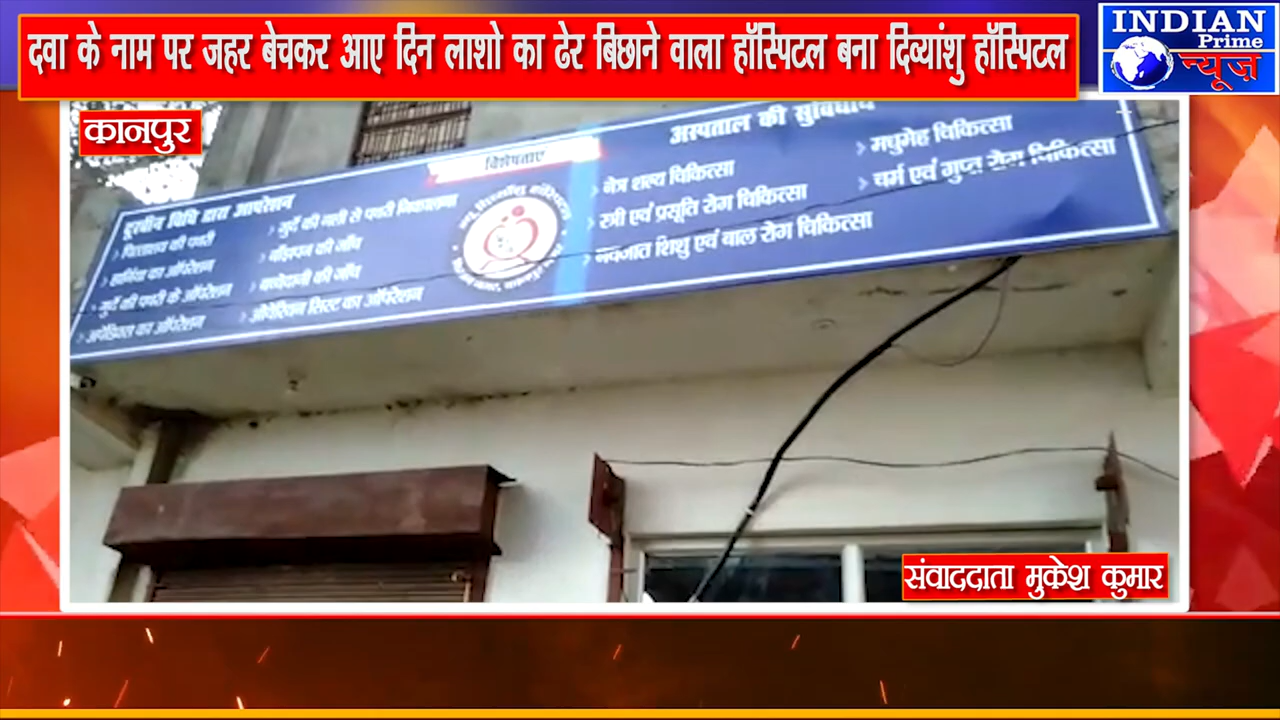 दवा के नाम पर जहर बेचकर आए दिन लाशो का ढेर बिछाने वाला हॉस्पिटल बना दिव्यांशु हॉस्पिटल
INDIAN
Prime
न्यूज़
कानपुर
विशेषताए
अस्पताल की सुविधाय
दूरबीन विधि द्वारा आपरेशन
पित्ताशय की पथरी
हार्निया का ऑपरेशन
गुर्दे की पथरी के ऑपरेशन
अपेंडिक्स का ऑपरेशन
गुर्दे की नली से पथरी निकालना
बाँझपन की जाँच
बच्चेदानी की जाँच
ओवेरियन सिस्ट का ऑपरेशन
नेत्र शल्य चिकित्सा
स्त्री एवं प्रसूति रोग चिकित्सा
नवजात शिशु एवं बाल रोग चिकित्सा
मधुमेह चिकित्सा
चर्म एवं गुप्त रोग चिकित्सा
संवाददाता मुकेश कुमार